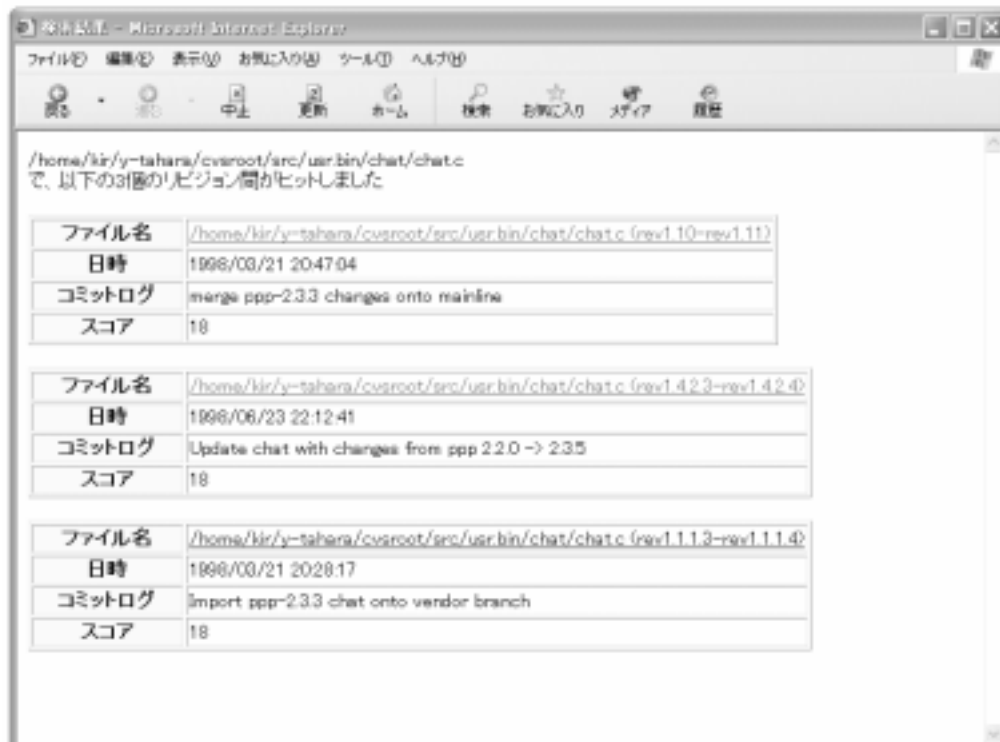 検索結果 - Microsoft Internet Explorer
ファイル(F) 編集(E) 表示(V) お気に入り(A) ツール(T) ヘルプ(H)
戻る 進む 中止 更新 ホーム 検索 お気に入り メディア 履歴
/home/kir/y-tahara/cvsroot/src/usr.bin/chat/chat.c
で、以下の3個のリビジョン間がヒットしました
ファイル名 /home/kir/y-tahara/cvsroot/src/usr.bin/chat/chat.c (rev1.10-rev1.11)
日時 1998/03/21 20:47:04
コミットログ merge ppp-2.3.3 changes onto mainline
スコア 18
ファイル名 /home/kir/y-tahara/cvsroot/src/usr.bin/chat/chat.c (rev1.4.2.3-rev1.4.2.4)
日時 1998/06/23 22:12:41
コミットログ Update chat with changes from ppp 2.2.0 -> 2.3.5
スコア 18
ファイル名 /home/kir/y-tahara/cvsroot/src/usr.bin/chat/chat.c (rev1.1.1.3-rev1.1.1.4)
日時 1998/03/21 20:28:17
コミットログ Import ppp-2.3.3 chat onto vendor branch
スコア 18